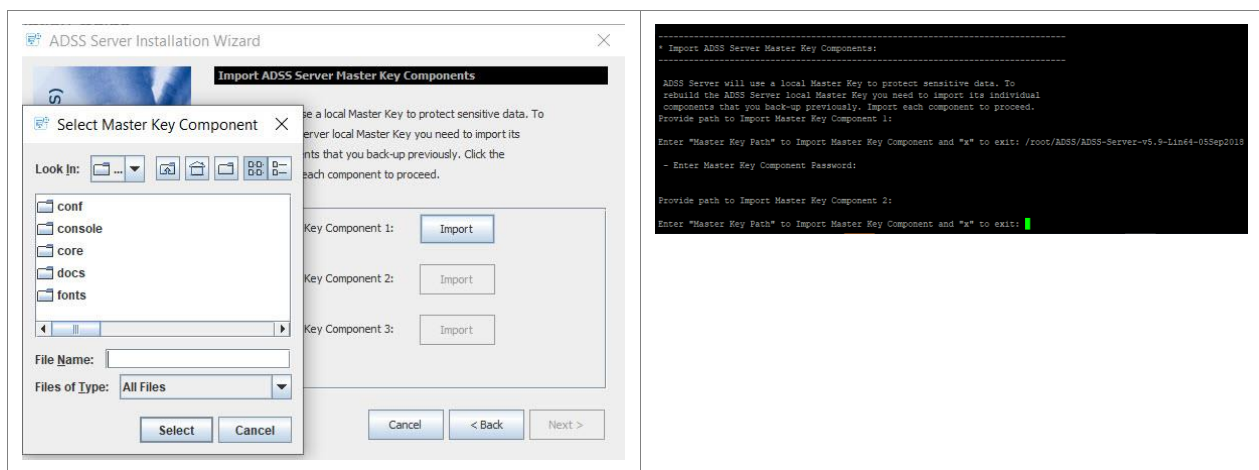 ADSS Server Installation Wizard
Import ADSS Server Master Key Components
S)
se a local Master Key to protect sensitive data. To
erver local Master Key you need to import its
nts that you back-up previously. Click the
each component to proceed.
Select Master Key Component
Look In:
...
conf
console
core
docs
fonts
File Name:
Files of Type: All Files
Select Cancel
Key Component 1: Import
Key Component 2: Import
Key Component 3: Import
Cancel < Back Next >
* Import ADSS Server Master Key Components:
ADSS Server will use a local Master Key to protect sensitive data. To
rebuild the ADSS Server local Master Key you need to import its individual
components that you back-up previously. Import each component to proceed.
Provide path to Import Master Key Component 1:
Enter "Master Key Path" to Import Master Key Component and "x" to exit: /root/ADSS/ADSS-Server-v5.9-Lin64-05Sep2018
- Enter Master Key Component Password:
Provide path to Import Master Key Component 2:
Enter "Master Key Path" to Import Master Key Component and "x" to exit: